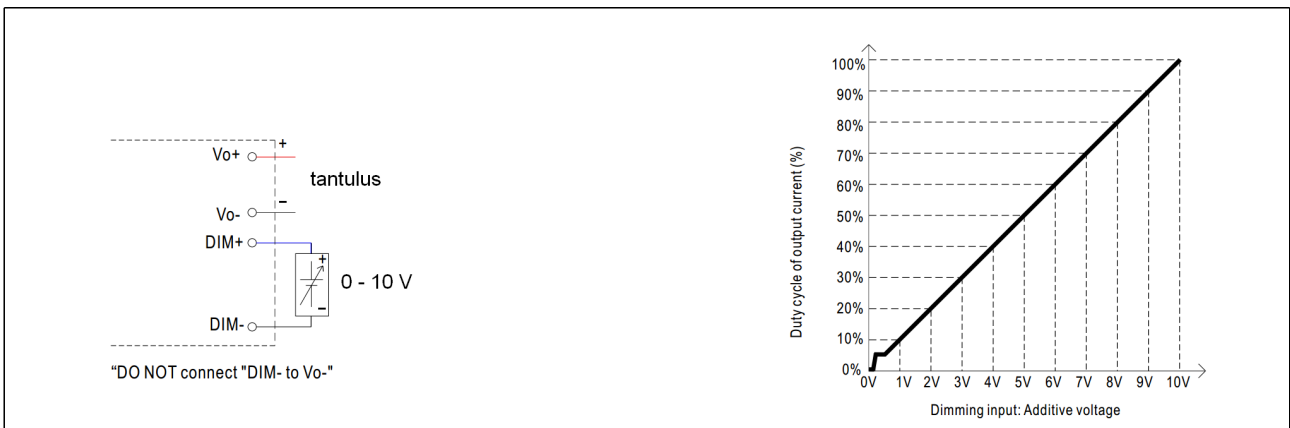 Vo+
+
tantulus
Vo-
−
DIM+
+
0 - 10 V
−
DIM-
“DO NOT connect "DIM- to Vo-"
Duty cycle of output current (%)
100%
90%
80%
70%
60%
50%
40%
30%
20%
10%
0%
0V 1V 2V 3V 4V 5V 6V 7V 8V 9V 10V
Dimming input: Additive voltage